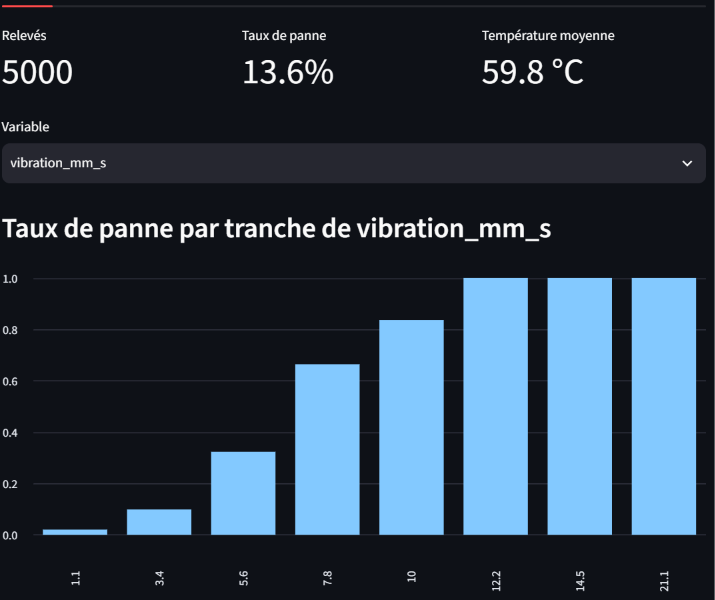 Relevés
Taux de panne
Température moyenne
5000
13.6%
59.8 °C
Variable
vibration_mm_s
Taux de panne par tranche de vibration_mm_s
1.0
0.8
0.6
0.4
0.2
0.0
1.1
3.4
5.6
7.8
10
12.2
14.5
21.1